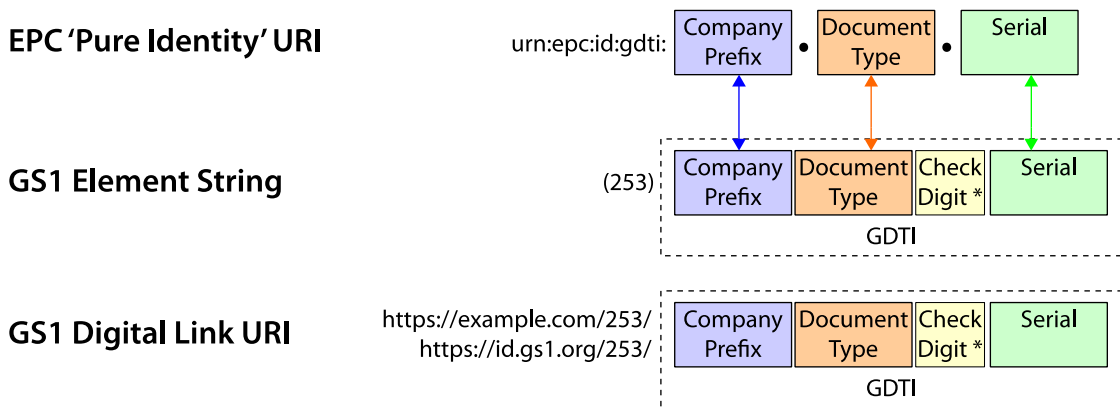 EPC ‘Pure Identity’ URI
urn:epc:id:gdti:
Company Prefix
•
Document Type
•
Serial
GS1 Element String
(253)
Company Prefix
Document Type
Check Digit *
Serial
GDTI
GS1 Digital Link URI
https://example.com/253/
https://id.gs1.org/253/
Company Prefix
Document Type
Check Digit *
Serial
GDTI